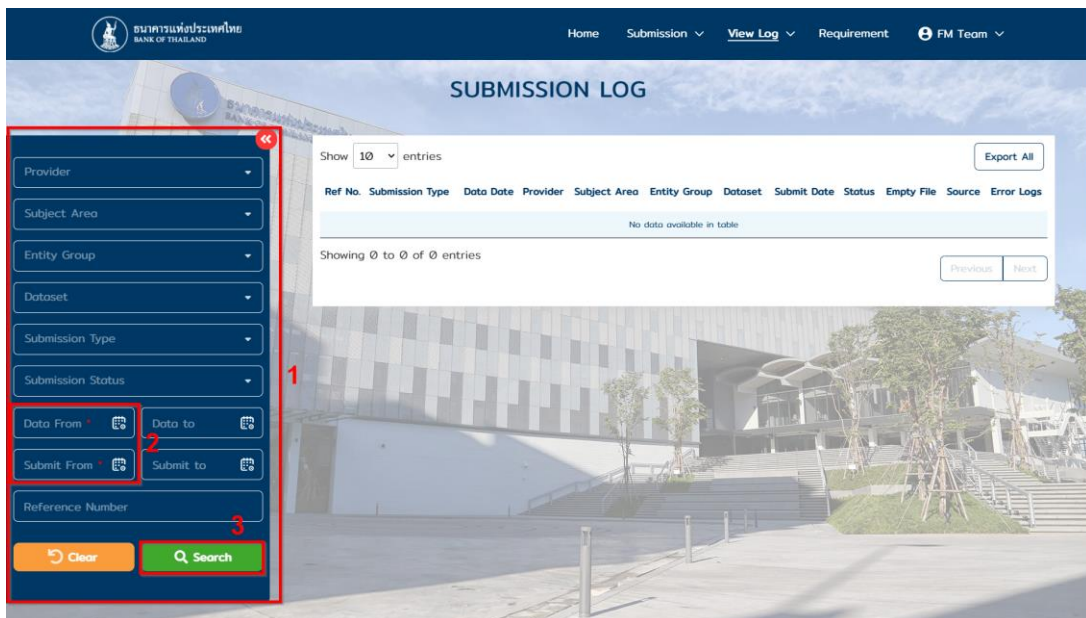 ธนาคารแห่งประเทศไทย
BANK OF THAILAND
Home Submission View Log Requirement FM Team
SUBMISSION LOG
Provider
Subject Area
Entity Group
Dataset
Submission Type
Submission Status
Data From * Data to
Submit From * Submit to
Reference Number
Clear Search
1
2
3
Show 10 entries Export All
Ref No. Submission Type Data Date Provider Subject Area Entity Group Dataset Submit Date Status Empty File Source Error Logs
No data available in table
Showing 0 to 0 of 0 entries
Previous Next